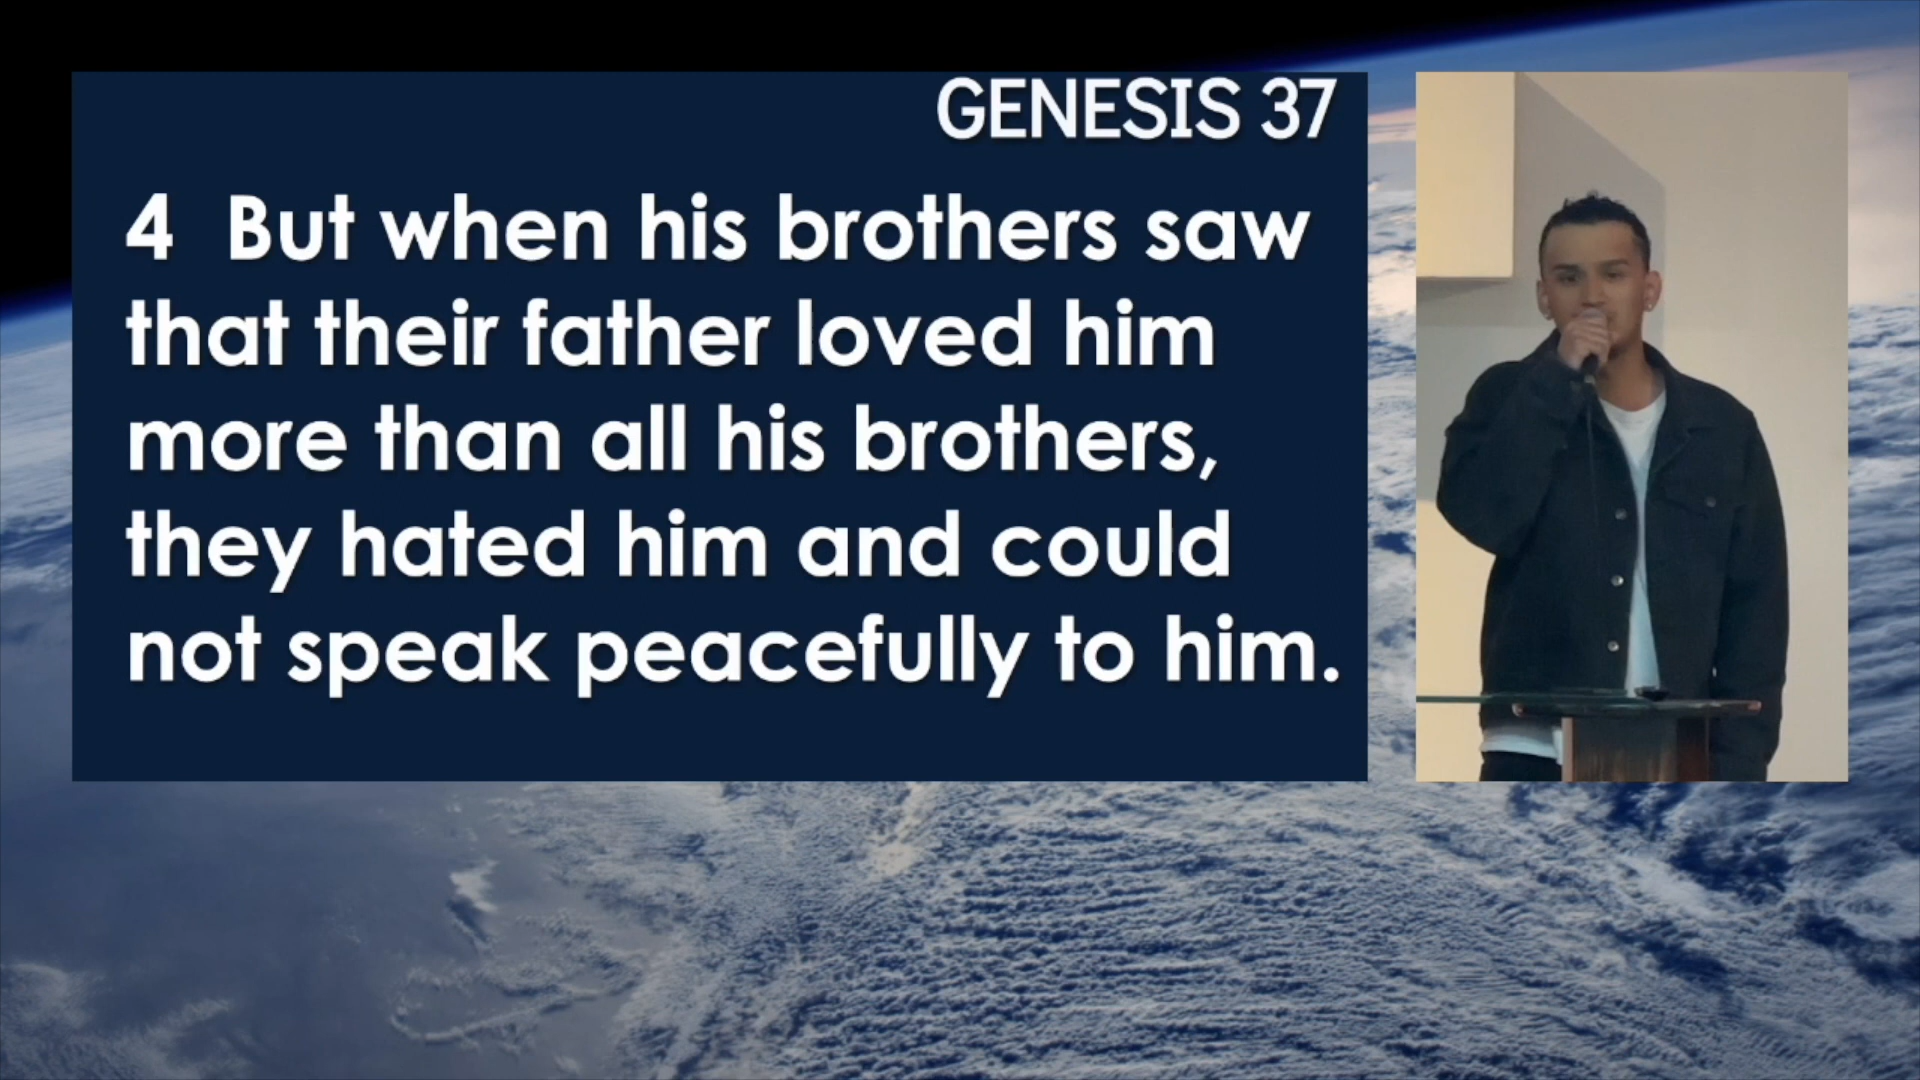 GENESIS 37
4 But when his brothers saw
that their father loved him
more than all his brothers,
they hated him and could
not speak peacefully to him.